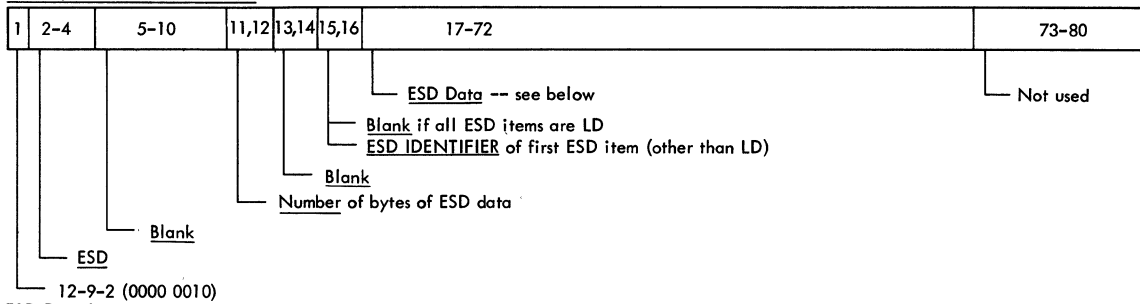 1 2-4 5-10 11,12 13,14 15,16 17-72 73-80
ESD Data -- see below Not used
Blank if all ESD items are LD
ESD IDENTIFIER of first ESD item (other than LD)
Blank
Number of bytes of ESD data
Blank
ESD
12-9-2 (0000 0010)